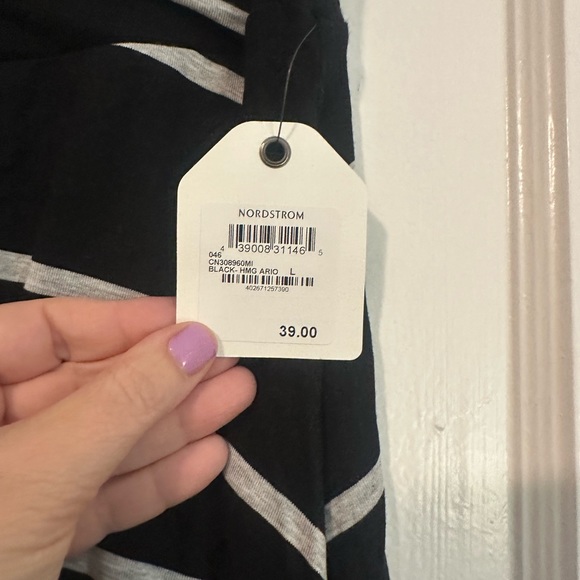 NORDSTROM
4 39008 31146 5
046
CN308960MI
BLACK- HMG ARIO L
402671257390
39.00